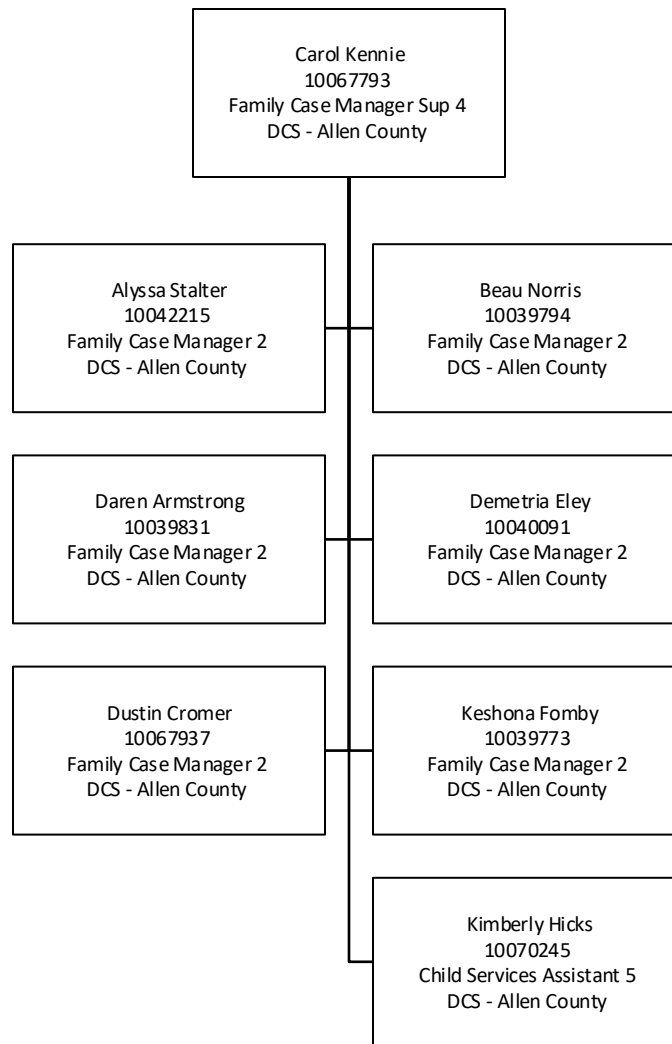 Carol Kennie
10067793
Family Case Manager Sup 4
DCS - Allen County
Alyssa Stalter
10042215
Family Case Manager 2
DCS - Allen County
Beau Norris
10039794
Family Case Manager 2
DCS - Allen County
Daren Armstrong
10039831
Family Case Manager 2
DCS - Allen County
Demetria Eley
10040091
Family Case Manager 2
DCS - Allen County
Dustin Cromer
10067937
Family Case Manager 2
DCS - Allen County
Keshona Fomby
10039773
Family Case Manager 2
DCS - Allen County
Kimberly Hicks
10070245
Child Services Assistant 5
DCS - Allen County